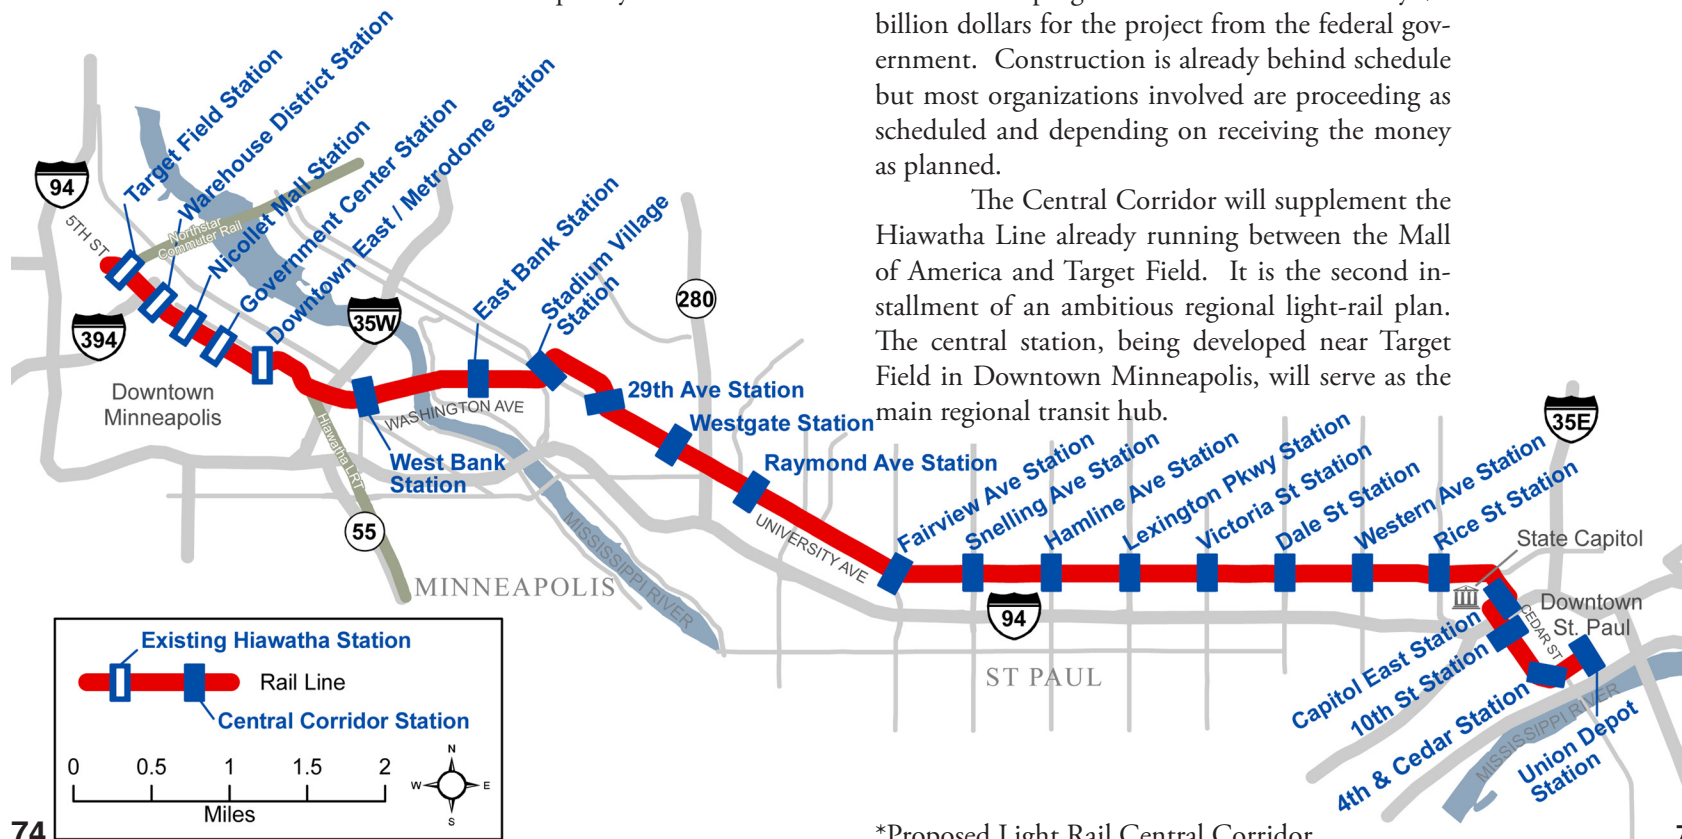 billion dollars for the project from the federal gov-
ernment. Construction is already behind schedule
but most organizations involved are proceeding as
scheduled and depending on receiving the money
as planned.
The Central Corridor will supplement the
Hiawatha Line already running between the Mall
of America and Target Field. It is the second in-
stallment of an ambitious regional light-rail plan.
The central station, being developed near Target
Field in Downtown Minneapolis, will serve as the
main regional transit hub.
Target Field Station
Warehouse District Station
Nicollet Mall Station
Government Center Station
Downtown East / Metrodome Station
East Bank Station
Stadium Village
Station
94
5TH ST
Northstar
Commuter Rail
394
35W
280
Downtown
Minneapolis
WASHINGTON AVE
Hiawatha LRT
West Bank
Station
29th Ave Station
Westgate Station
Raymond Ave Station
55
MISSISSIPPI RIVER
UNIVERSITY AVE
MINNEAPOLIS
Fairview Ave Station
Snelling Ave Station
Hamline Ave Station
Lexington Pkwy Station
Victoria St Station
Dale St Station
Western Ave Station
Rice St Station
35E
State Capitol
94
Downtown
St. Paul
CEDAR ST
ST PAUL
Capitol East Station
10th St Station
4th & Cedar Station
Union Depot
Station
MISSISSIPPI RIVER
Existing Hiawatha Station
Rail Line
Central Corridor Station
0 0.5 1 1.5 2
Miles
N
W E
S
74
*Proposed Light Rail Central Corridor